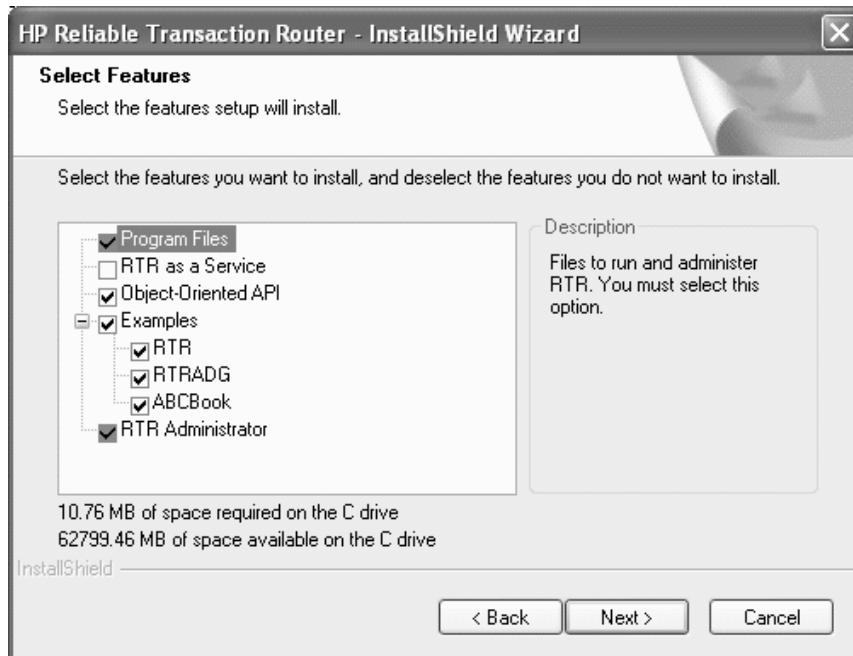 HP Reliable Transaction Router - InstallShield Wizard
Select Features
Select the features setup will install.
Select the features you want to install, and deselect the features you do not want to install.
Program Files
RTR as a Service
Object-Oriented API
Examples
RTR
RTRADG
ABCBook
RTR Administrator
Description
Files to run and administer
RTR. You must select this
option.
10.76 MB of space required on the C drive
62799.46 MB of space available on the C drive
InstallShield
< Back
Next >
Cancel